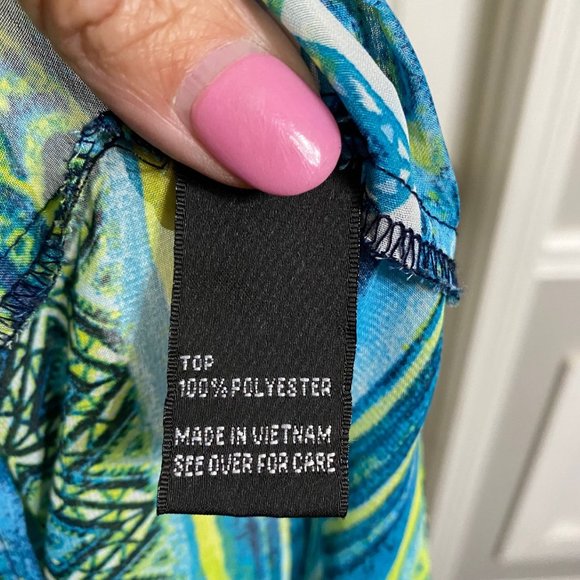 TOP
100% POLYESTER
MADE IN VIETNAM
SEE OVER FOR CARE